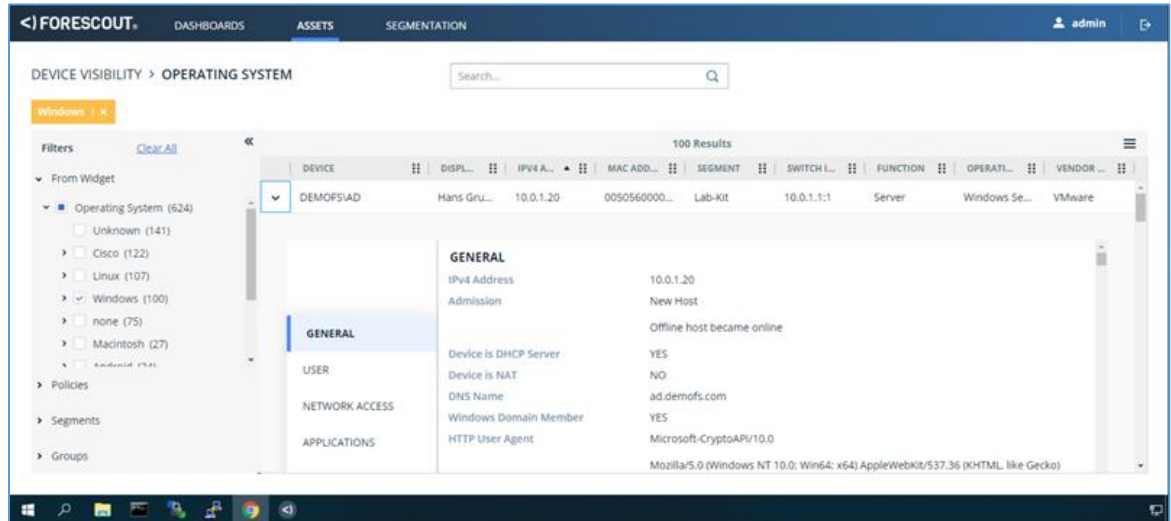 <) FORESCOUT. DASHBOARDS ASSETS SEGMENTATION admin
DEVICE VISIBILITY > OPERATING SYSTEM Search...
Windows | ×
Filters Clear All « 100 Results
DEVICE DISPL... IPV4 A... MAC ADD... SEGMENT SWITCH I... FUNCTION OPERATI... VENDOR ...
From Widget
DEMOFS\AD Hans Gru... 10.0.1.20 0050560000... Lab-Kit 10.0.1.1:1 Server Windows Se... VMware
Operating System (624)
Unknown (141)
Cisco (122)
Linux (107)
Windows (100)
none (75)
Macintosh (27)
Android (24)
Policies
Segments
Groups
GENERAL
USER
NETWORK ACCESS
APPLICATIONS
GENERAL
IPv4 Address 10.0.1.20
Admission New Host
Offline host became online
Device is DHCP Server YES
Device is NAT NO
DNS Name ad.demofs.com
Windows Domain Member YES
HTTP User Agent Microsoft-CryptoAPI/10.0
Mozilla/5.0 (Windows NT 10.0; Win64; x64) AppleWebKit/537.36 (KHTML, like Gecko)